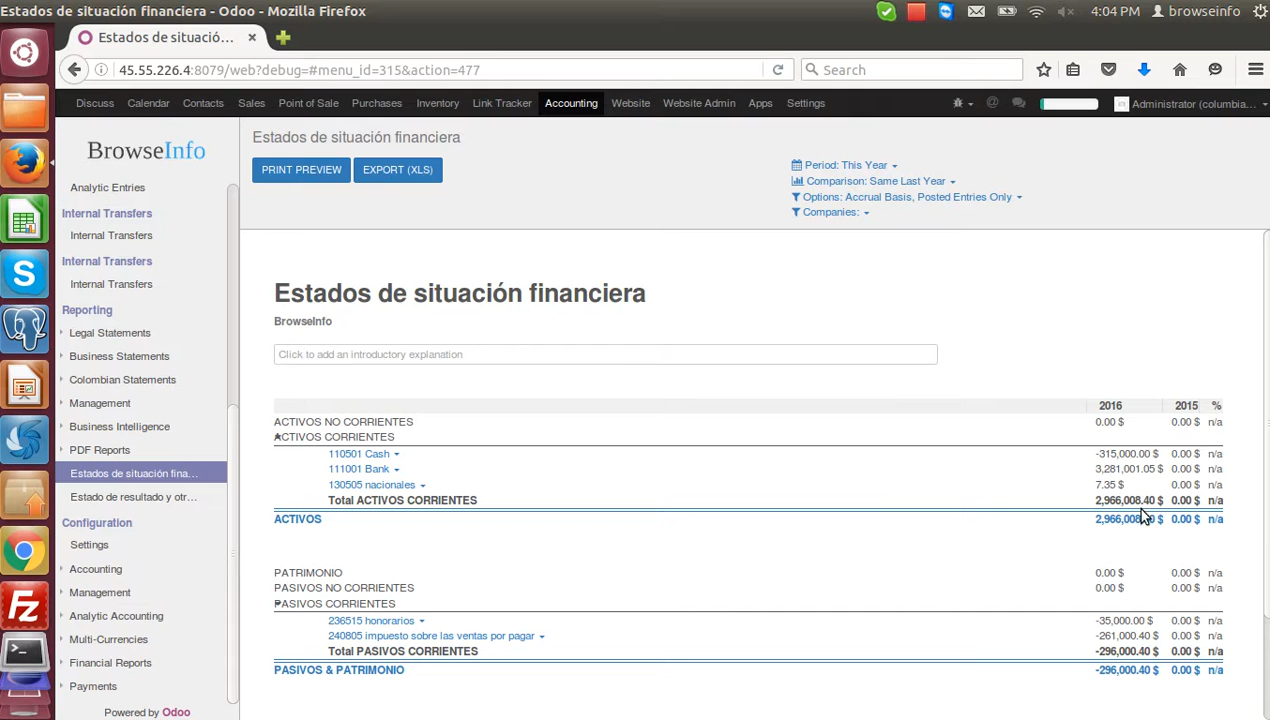 Estados de situación financiera - Odoo - Mozilla Firefox
4:04 PM browseinfo
Estados de situació...
45.55.226.4:8079/web?debug=#menu_id=315&action=477
Search
Discuss Calendar Contacts Sales Point of Sale Purchases Inventory Link Tracker Accounting Website Website Admin Apps Settings
Administrator (columbia...
BrowseInfo
Analytic Entries
Internal Transfers
Internal Transfers
Internal Transfers
Internal Transfers
Reporting
Legal Statements
Business Statements
Colombian Statements
Management
Business Intelligence
PDF Reports
Estados de situación fina...
Estado de resultado y otr...
Configuration
Settings
Accounting
Management
Analytic Accounting
Multi-Currencies
Financial Reports
Payments
Powered by Odoo
Estados de situación financiera
PRINT PREVIEW EXPORT (XLS)
Period: This Year
Comparison: Same Last Year
Options: Accrual Basis, Posted Entries Only
Companies:
Estados de situación financiera
BrowseInfo
Click to add an introductory explanation
2016 2015 %
ACTIVOS NO CORRIENTES 0.00 $ 0.00 $ n/a
ACTIVOS CORRIENTES
110501 Cash -315,000.00 $ 0.00 $ n/a
111001 Bank 3,281,001.05 $ 0.00 $ n/a
130505 nacionales 7.35 $ 0.00 $ n/a
Total ACTIVOS CORRIENTES 2,966,008.40 $ 0.00 $ n/a
ACTIVOS 2,966,008.40 $ 0.00 $ n/a
PATRIMONIO 0.00 $ 0.00 $ n/a
PASIVOS NO CORRIENTES 0.00 $ 0.00 $ n/a
PASIVOS CORRIENTES
236515 honorarios -35,000.00 $ 0.00 $ n/a
240805 impuesto sobre las ventas por pagar -261,000.40 $ 0.00 $ n/a
Total PASIVOS CORRIENTES -296,000.40 $ 0.00 $ n/a
PASIVOS & PATRIMONIO -296,000.40 $ 0.00 $ n/a